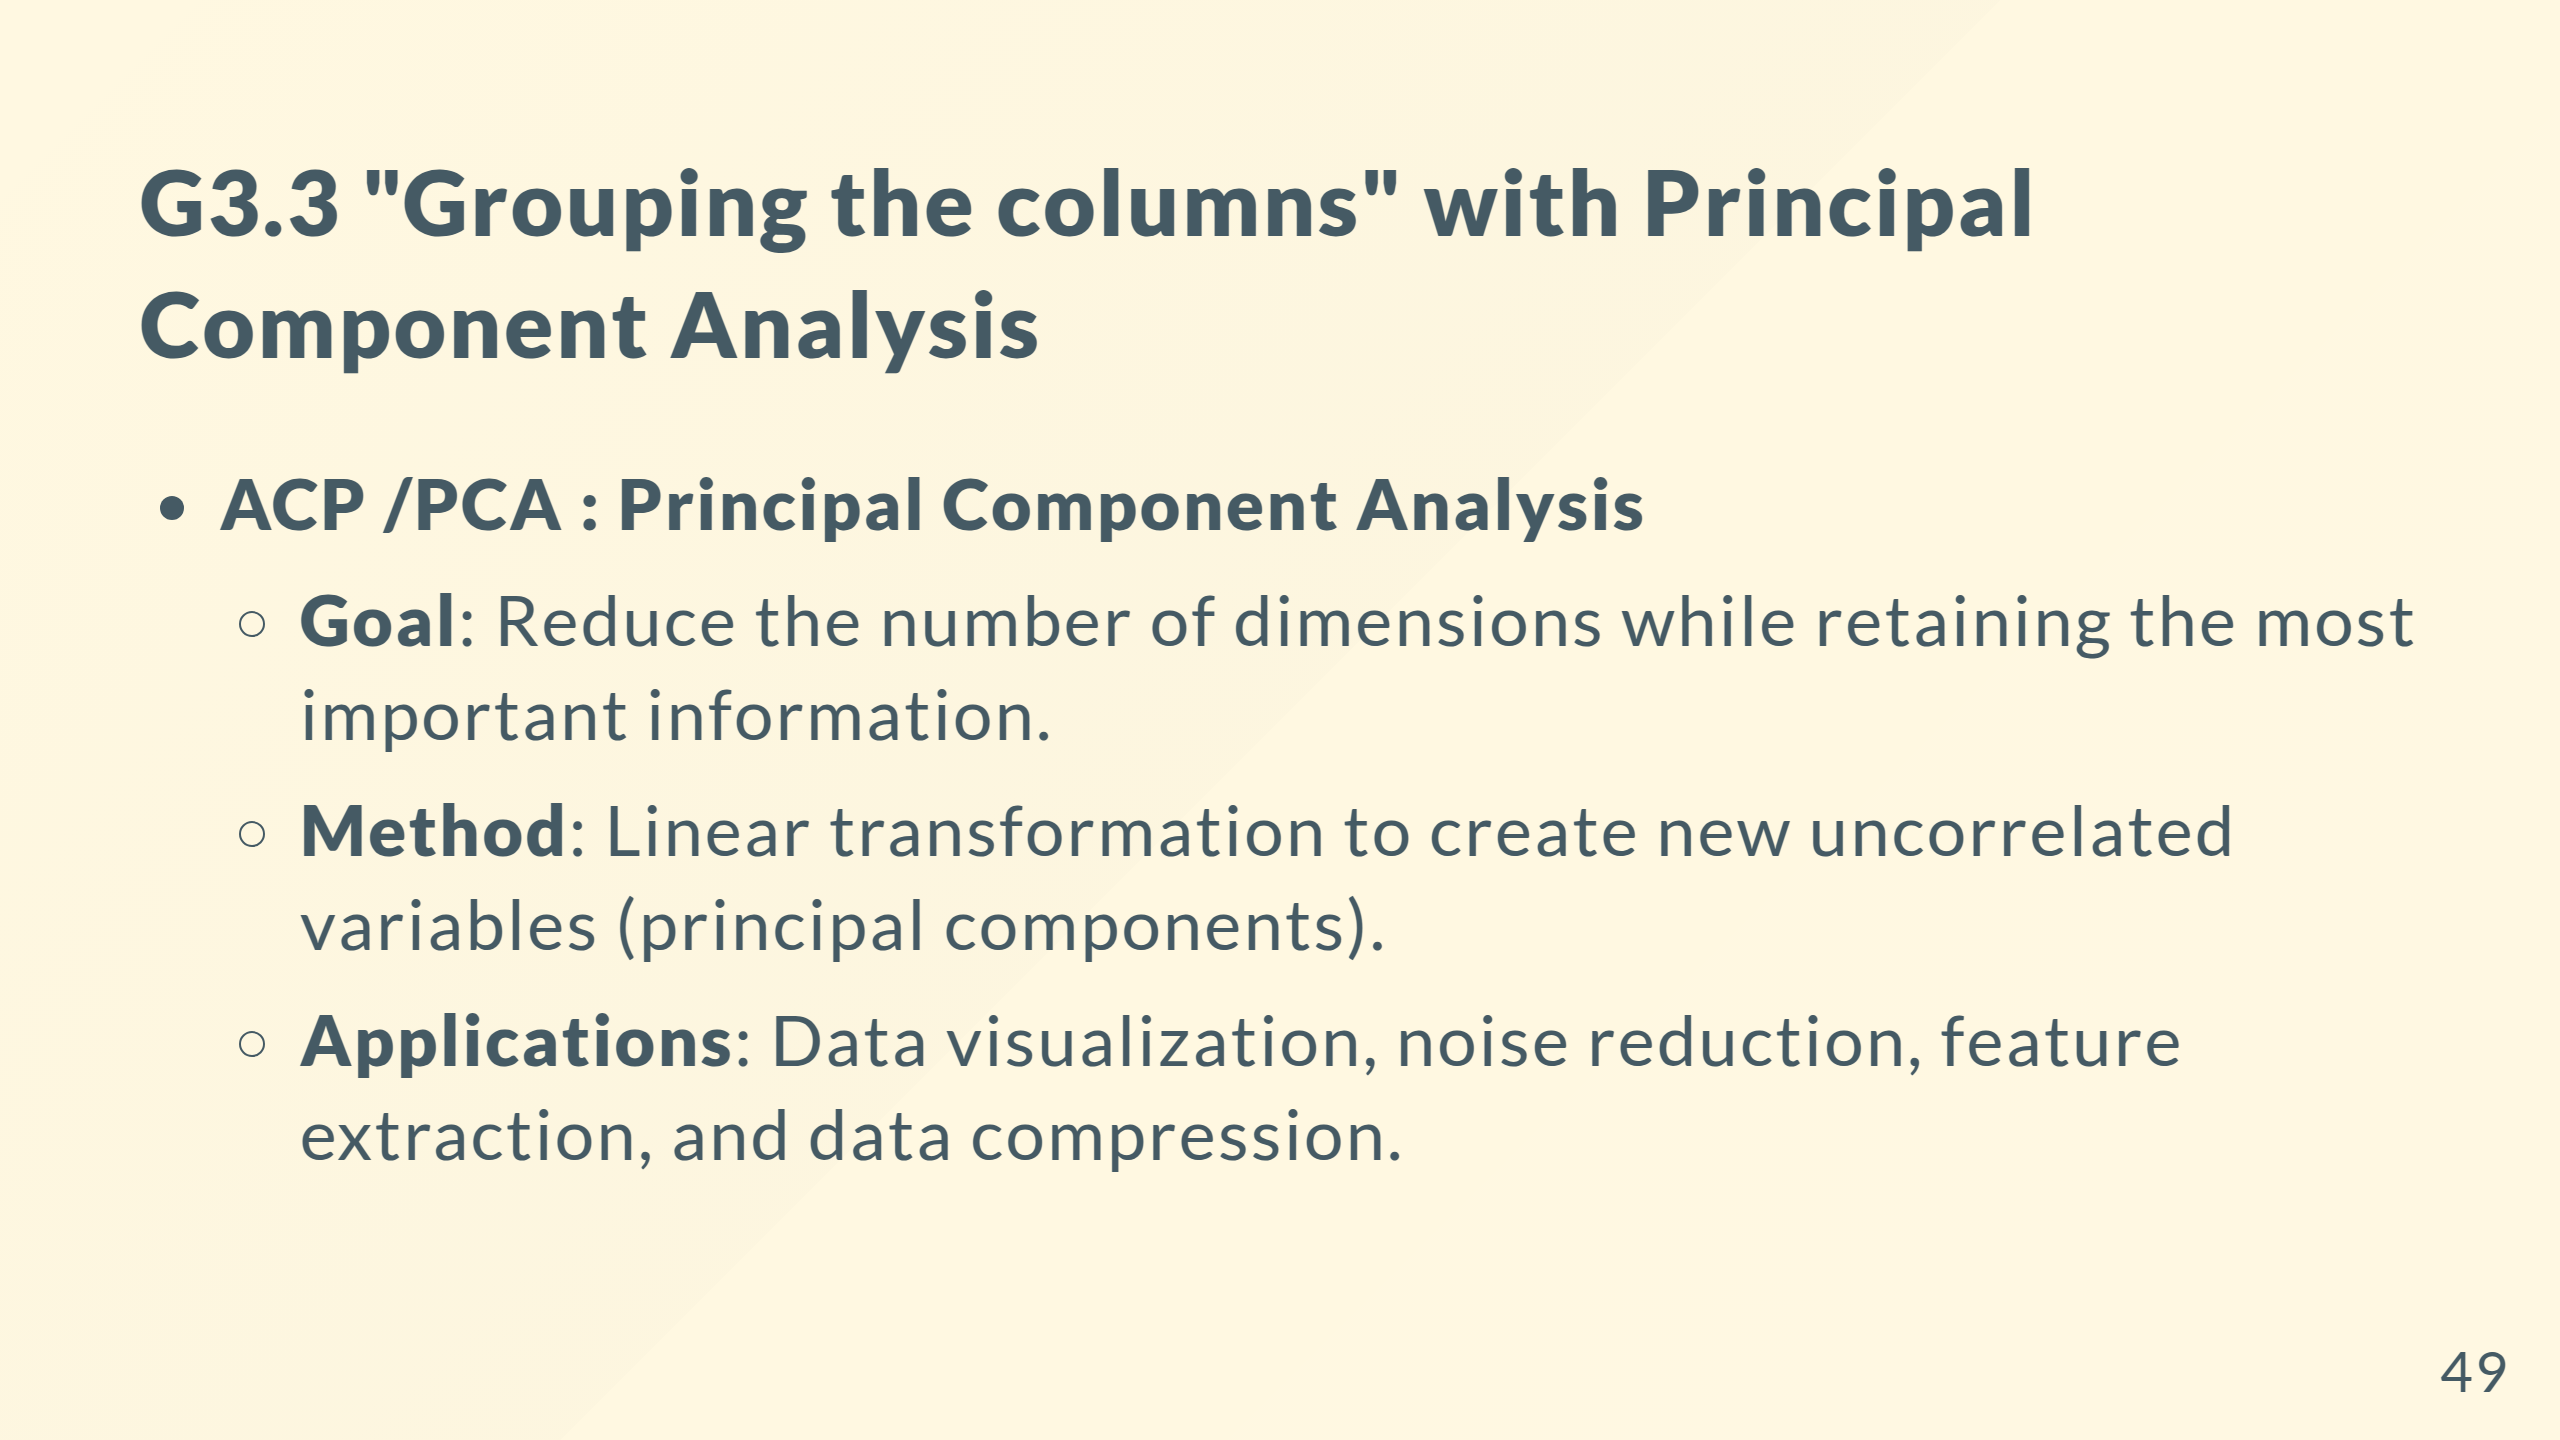 G3.3 "Grouping the columns" with Principal
Component Analysis
• ACP /PCA : Principal Component Analysis
○ Goal: Reduce the number of dimensions while retaining the most
important information.
○ Method: Linear transformation to create new uncorrelated
variables (principal components).
○ Applications: Data visualization, noise reduction, feature
extraction, and data compression.
49